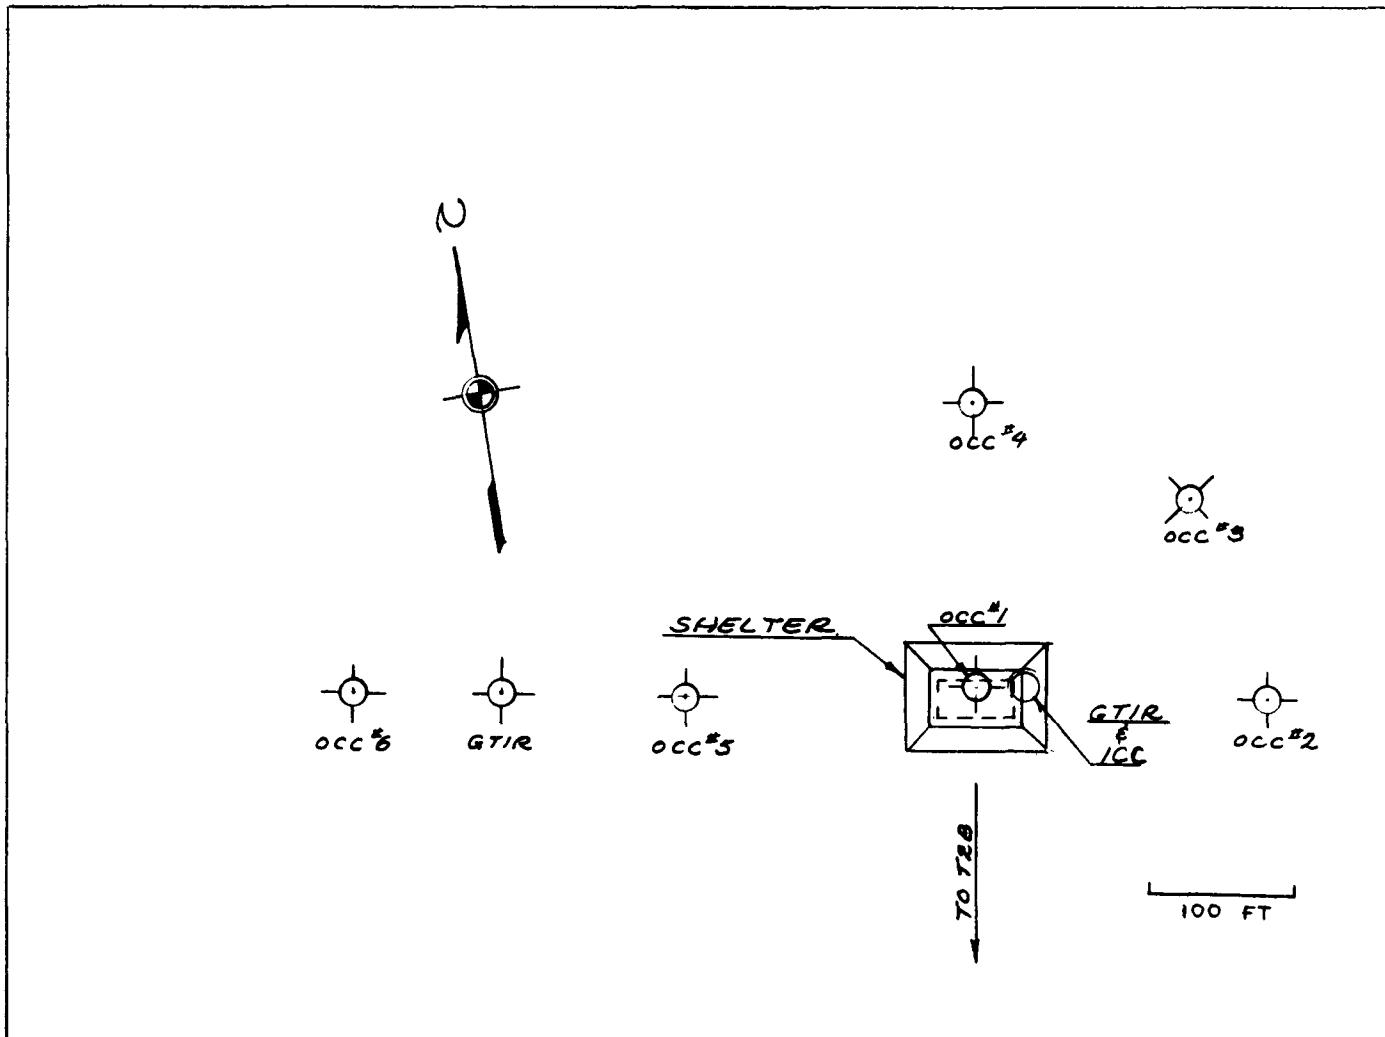 N
OCC #4
OCC #3
SHELTER
OCC #1
OCC #6
GTIR
OCC #5
GTIR
&
ICC
OCC #2
TO T2B
100 FT